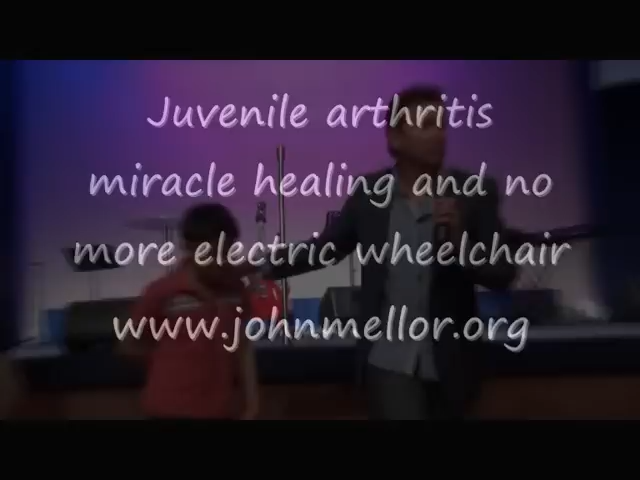 Juvenile arthritis
miracle healing and no
more electric wheelchair
www.johnmellor.org